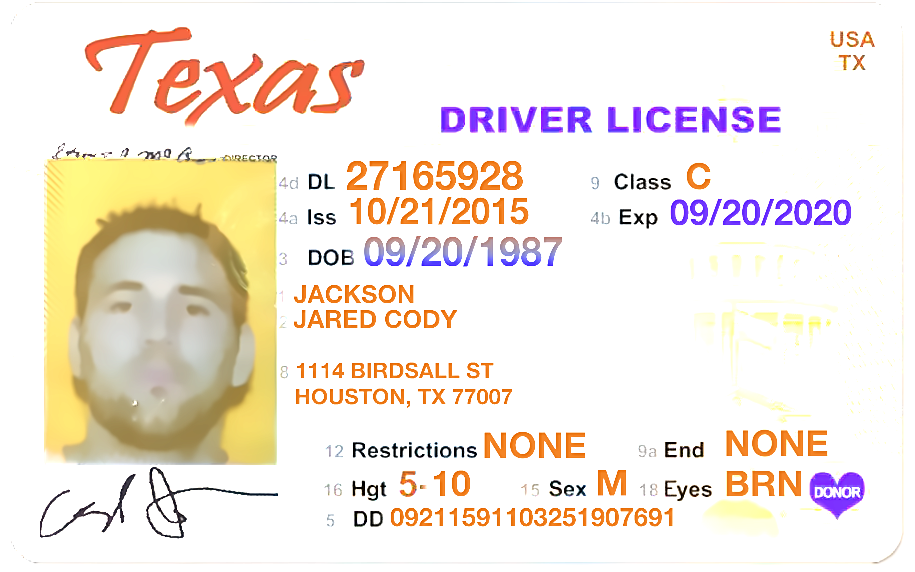 Texas
USA
TX
DRIVER LICENSE
DIRECTOR
4d DL 27165928
9 Class C
4a Iss 10/21/2015
4b Exp 09/20/2020
3 DOB 09/20/1987
1 JACKSON
2 JARED CODY
8 1114 BIRDSALL ST
HOUSTON, TX 77007
12 Restrictions NONE
9a End NONE
16 Hgt 5-10
15 Sex M
18 Eyes BRN
DONOR
5 DD 09211591103251907691